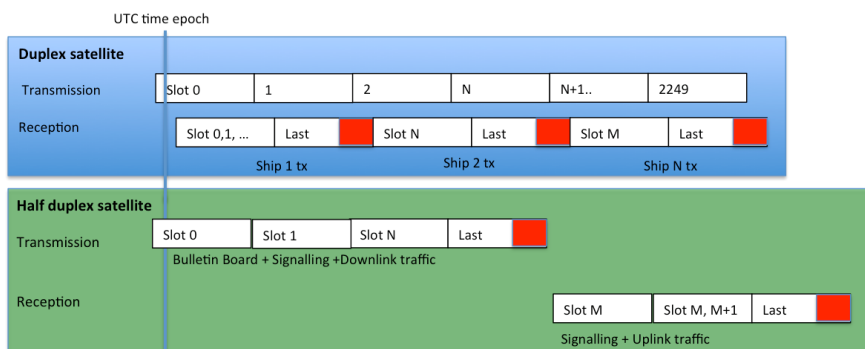 UTC time epoch
Duplex satellite
Transmission
Slot 0 1 2 N N+1.. 2249
Reception
Slot 0,1, ... Last Slot N Last Slot M Last
Ship 1 tx Ship 2 tx Ship N tx
Half duplex satellite
Transmission
Slot 0 Slot 1 Slot N Last
Bulletin Board + Signalling +Downlink traffic
Reception
Slot M Slot M, M+1 Last
Signalling + Uplink traffic